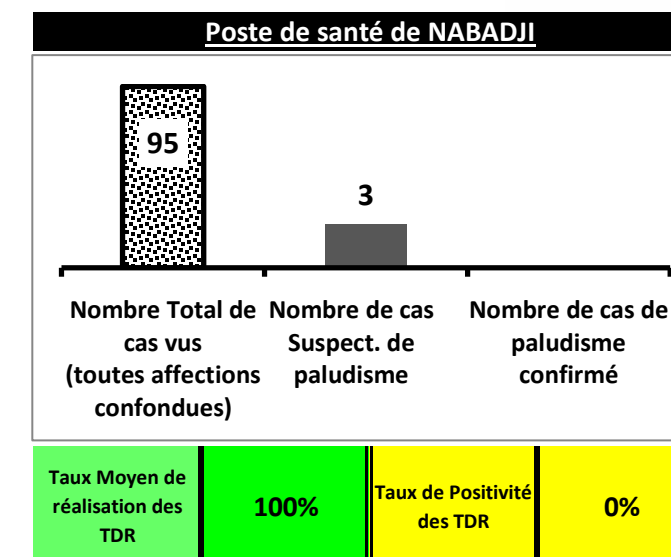 Poste de santé de NABADJI
95
3
Nombre Total de
cas vus
(toutes affections
confondues)
Nombre de cas
Suspect. de
paludisme
Nombre de cas de
paludisme
confirmé
Taux Moyen de
réalisation des
TDR
100%
Taux de Positivité
des TDR
0%